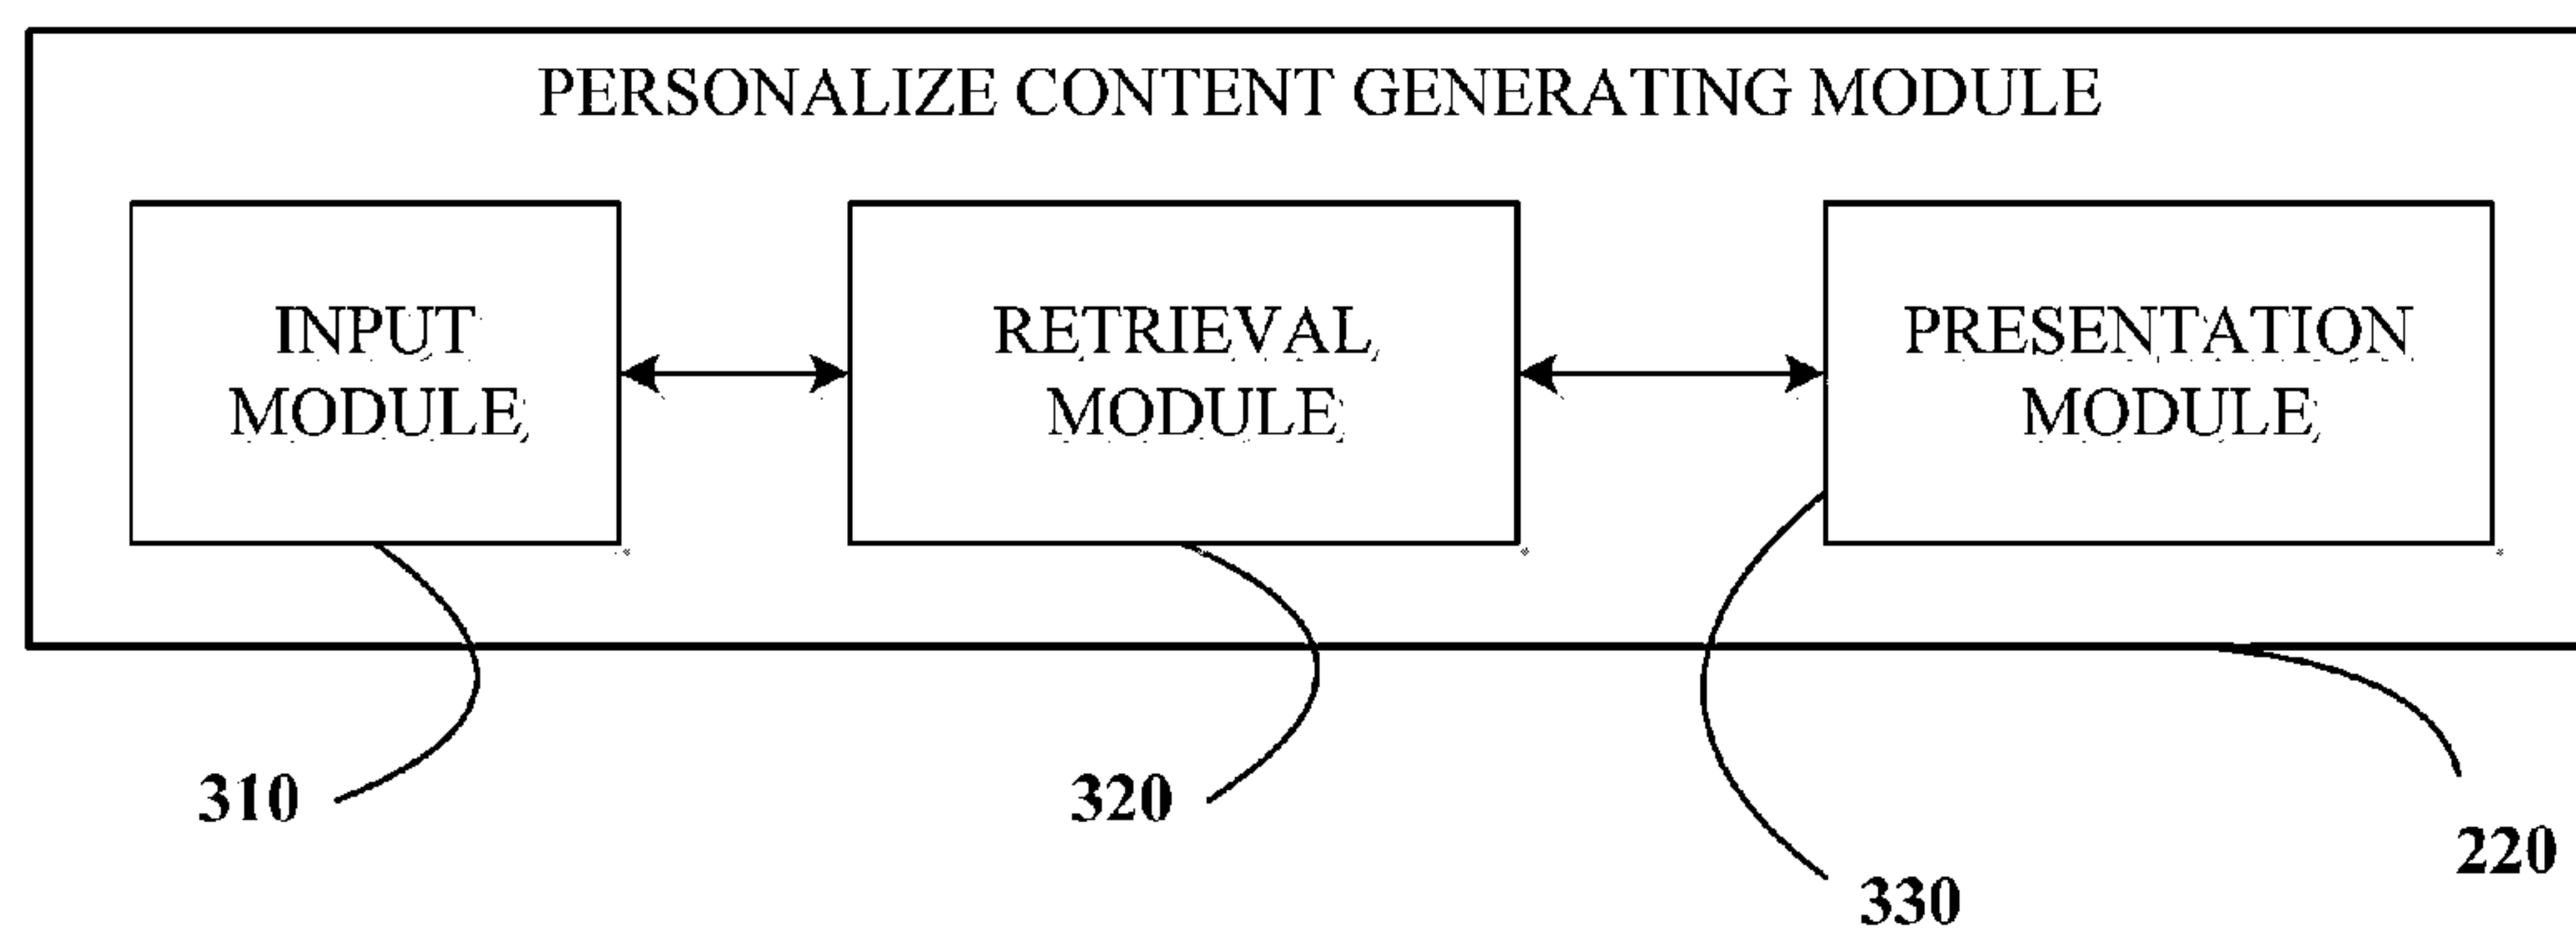 PERSONALIZE CONTENT GENERATING MODULE
INPUT
MODULE
RETRIEVAL
MODULE
PRESENTATION
MODULE
310
320
330
220